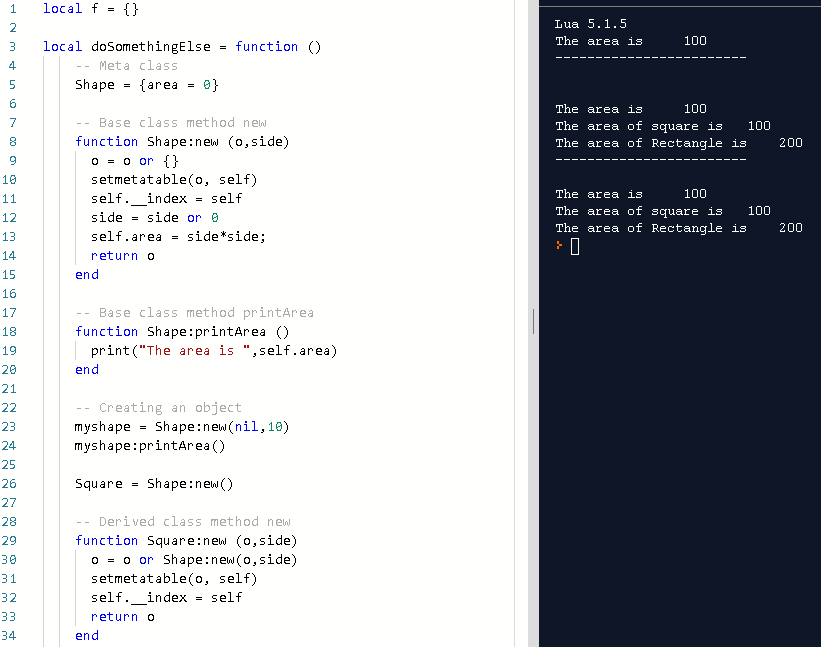 1 local f = {}
2
3 local doSomethingElse = function ()
4 -- Meta class
5 Shape = {area = 0}
6
7 -- Base class method new
8 function Shape:new (o,side)
9 o = o or {}
10 setmetatable(o, self)
11 self.__index = self
12 side = side or 0
13 self.area = side*side;
14 return o
15 end
16
17 -- Base class method printArea
18 function Shape:printArea ()
19 print("The area is ",self.area)
20 end
21
22 -- Creating an object
23 myshape = Shape:new(nil,10)
24 myshape:printArea()
25
26 Square = Shape:new()
27
28 -- Derived class method new
29 function Square:new (o,side)
30 o = o or Shape:new(o,side)
31 setmetatable(o, self)
32 self.__index = self
33 return o
34 end
Lua 5.1.5
The area is 100
------------------------
The area is 100
The area of square is 100
The area of Rectangle is 200
------------------------
The area is 100
The area of square is 100
The area of Rectangle is 200